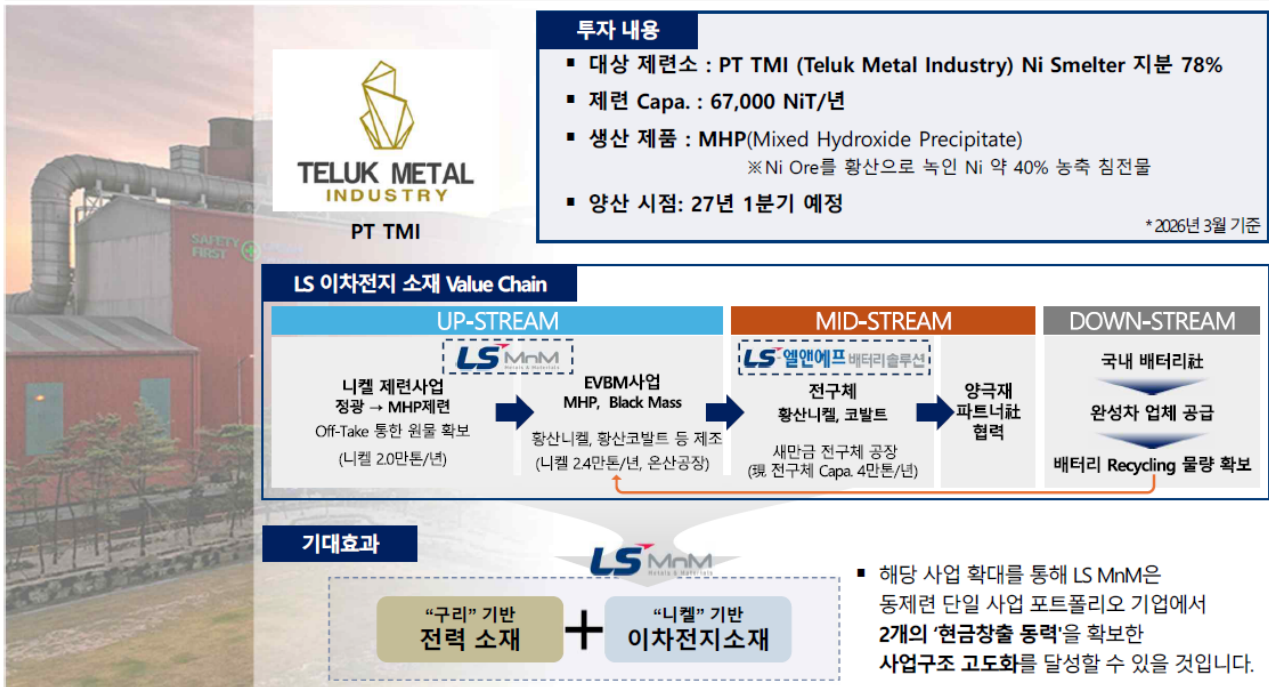 투자 내용
▪ 대상 제련소 : PT TMI (Teluk Metal Industry) Ni Smelter 지분 78%
▪ 제련 Capa. : 67,000 NiT/년
▪ 생산 제품 : MHP(Mixed Hydroxide Precipitate)
※Ni Ore를 황산으로 녹인 Ni 약 40% 농축 침전물
▪ 양산 시점: 27년 1분기 예정
* 2026년 3월 기준
TELUK METAL
INDUSTRY
PT TMI
SAFETY
FIRST
LS 이차전지 소재 Value Chain
UP-STREAM
LS MnM
Metals & Materials
니켈 제련사업
정광 → MHP제련
Off-Take 통한 원물 확보
(니켈 2.0만톤/년)
EVBM사업
MHP, Black Mass
황산니켈, 황산코발트 등 제조
(니켈 2.4만톤/년, 온산공장)
MID-STREAM
LS-엘앤에프 배터리솔루션
전구체
황산니켈, 코발트
새만금 전구체 공장
(現 전구체 Capa. 4만톤/년)
양극재
파트너社
협력
DOWN-STREAM
국내 배터리社
완성차 업체 공급
배터리 Recycling 물량 확보
기대효과
LS MnM
Metals & Materials
“구리” 기반
전력 소재
+
“니켈” 기반
이차전지소재
▪ 해당 사업 확대를 통해 LS MnM은
동제련 단일 사업 포트폴리오 기업에서
2개의 ‘현금창출 동력'을 확보한
사업구조 고도화를 달성할 수 있을 것입니다.